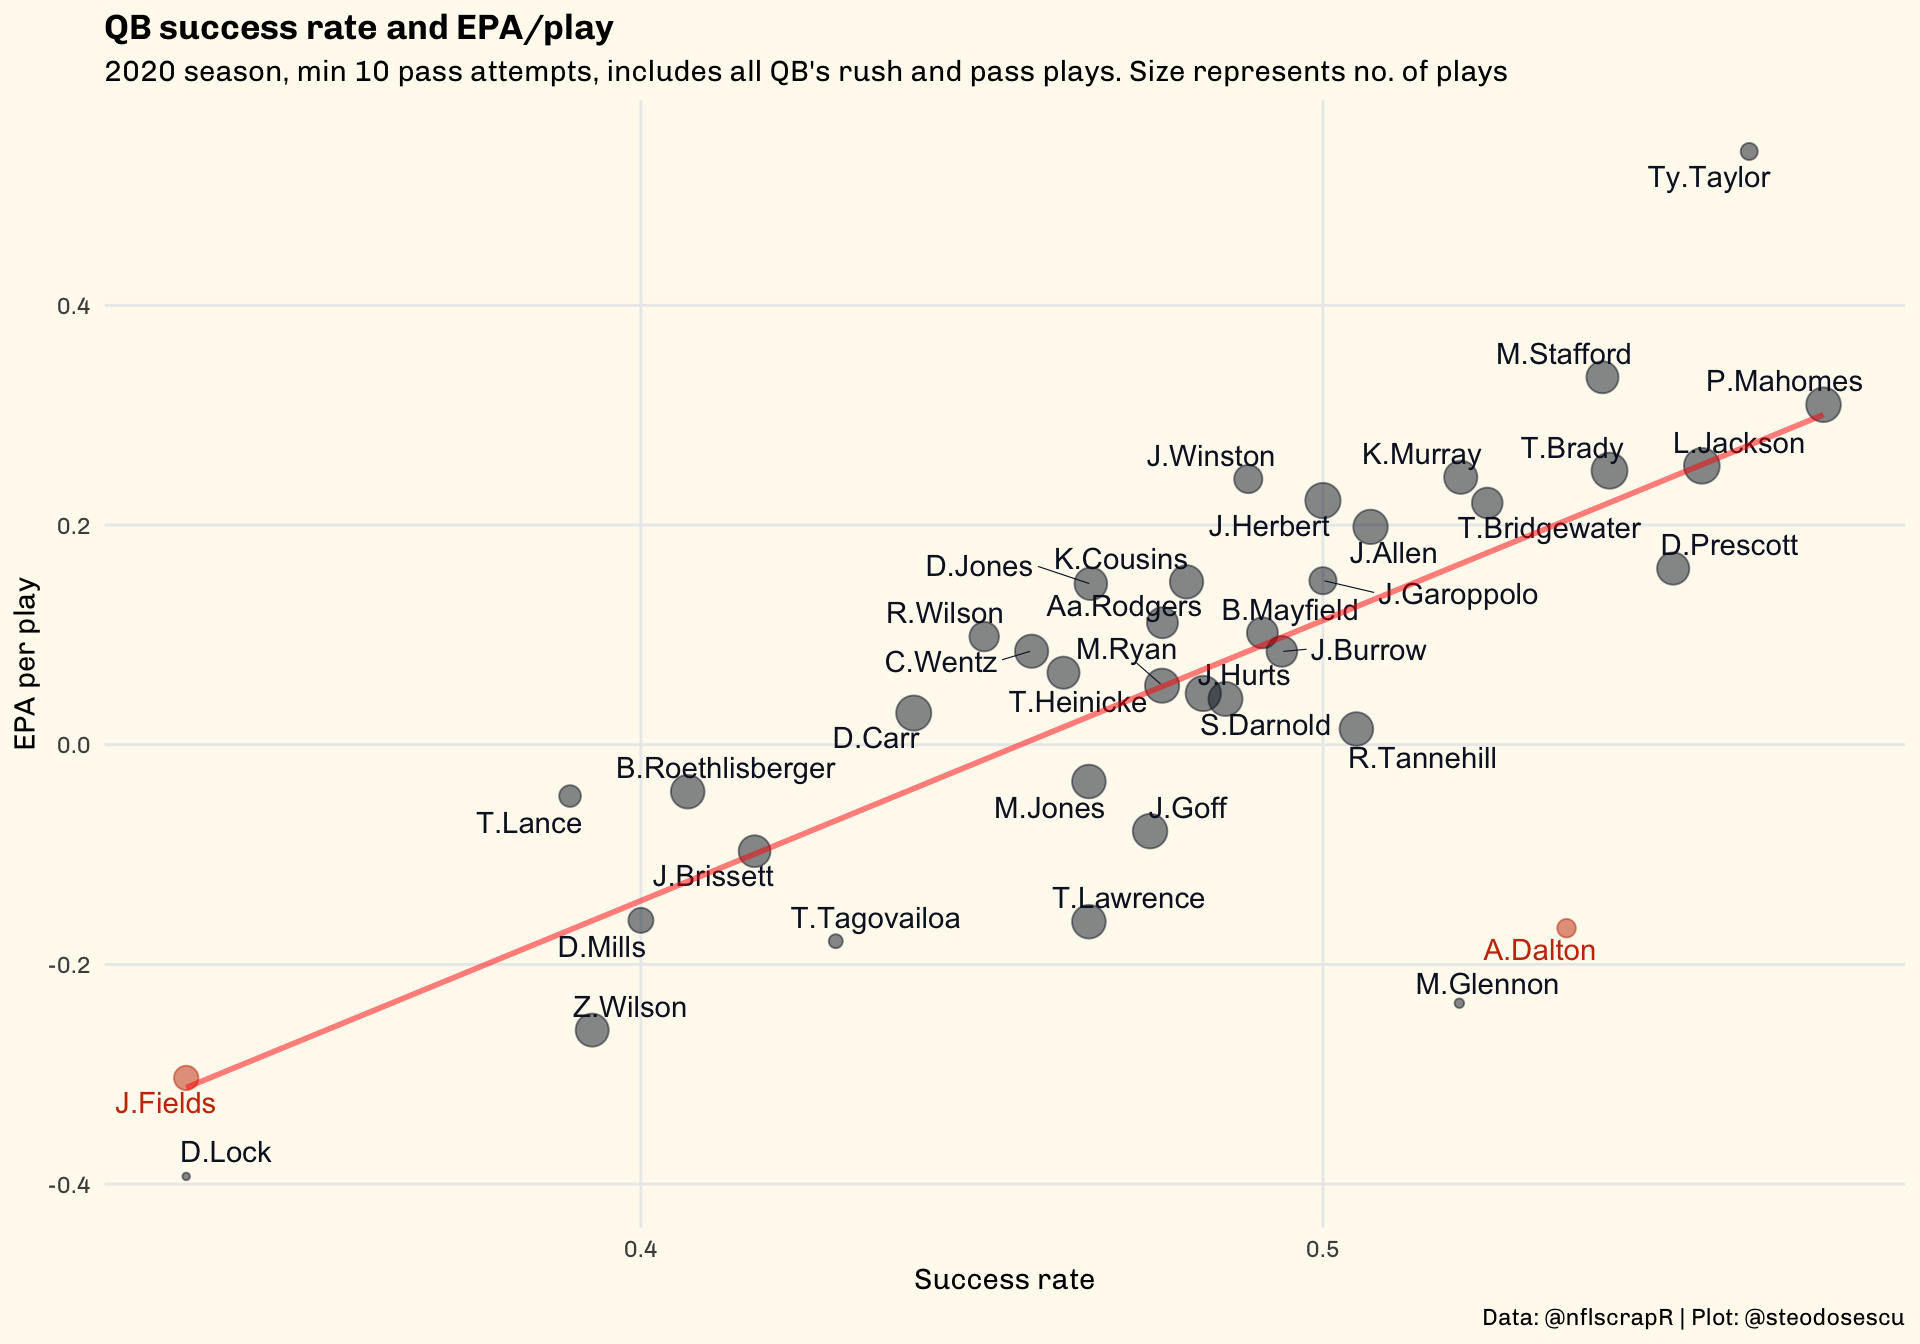 QB success rate and EPA/play
2020 season, min 10 pass attempts, includes all QB's rush and pass plays. Size represents no. of plays
Ty.Taylor
0.4
M.Stafford
P.Mahomes
J.Winston
K.Murray
T.Brady
L.Jackson
0.2
J.Herbert
T.Bridgewater
J.Allen
D.Prescott
D.Jones
K.Cousins
J.Garoppolo
R.Wilson
Aa.Rodgers
B.Mayfield
C.Wentz
M.Ryan
J.Burrow
J.Hurts
T.Heinicke
S.Darnold
D.Carr
0.0
R.Tannehill
B.Roethlisberger
T.Lance
M.Jones
J.Goff
J.Brissett
T.Lawrence
T.Tagovailoa
D.Mills
A.Dalton
-0.2
M.Glennon
Z.Wilson
J.Fields
D.Lock
-0.4
EPA per play
0.4
0.5
Success rate
Data: @nflscrapR | Plot: @steodosescu